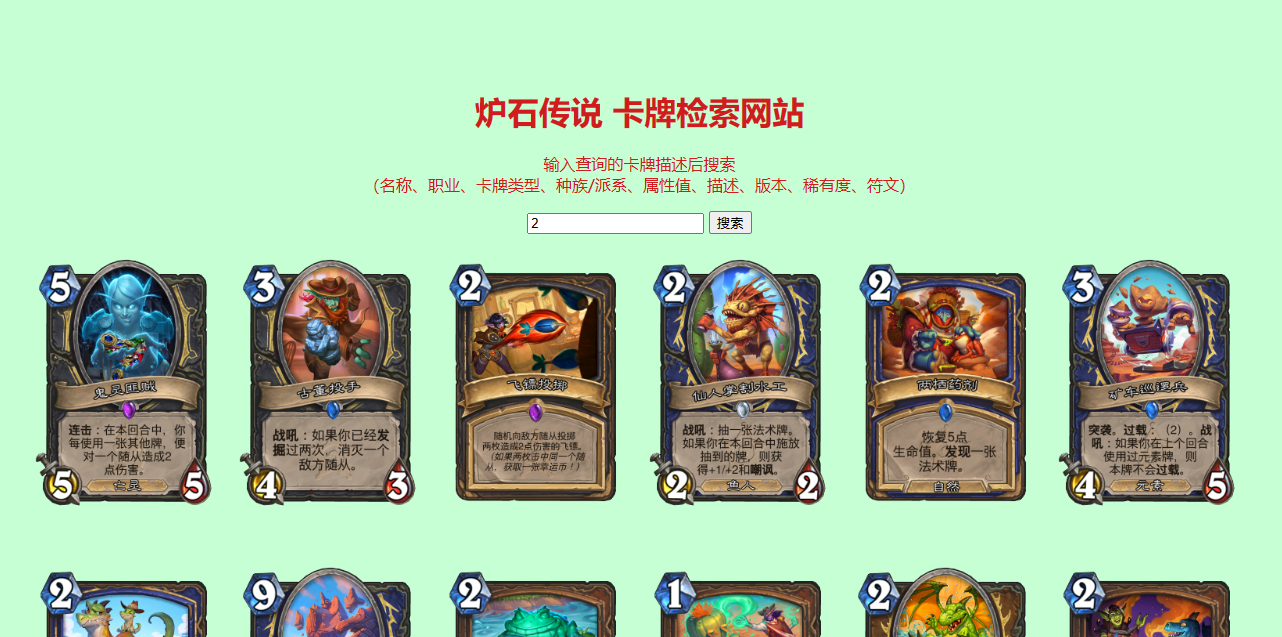 炉石传说 卡牌检索网站
输入查询的卡牌描述后搜索
（名称、职业、卡牌类型、种族/派系、属性值、描述、版本、稀有度、符文）
2 搜索
5
鬼灵匪贼
连击：在本回合中，你
每使用一张其他牌，便
对一个随从造成2
点伤害。
5 亡灵 5
3
古董投手
战吼：如果你已经发
掘过两次，消灭一个
敌方随从。
4 3
2
飞镖投掷
随机向敌方随从投掷
两枚造成2点伤害的飞镖。
（如果两枚击中同一个随
从，获取一张幸运币！）
2
仙人掌割水工
战吼：抽一张法术牌。
如果你在本回合中施放
抽到的牌，则获
得+1/+2和嘲讽。
2 鱼人 2
2
两栖药剂
恢复5点
生命值。发现一张
法术牌。
自然
3
矿车巡逻兵
突袭。过载：（2）。战
吼：如果你在上个回合
使用过元素牌，则
本牌不会过载。
4 元素 5
2
9
2
1
2
2